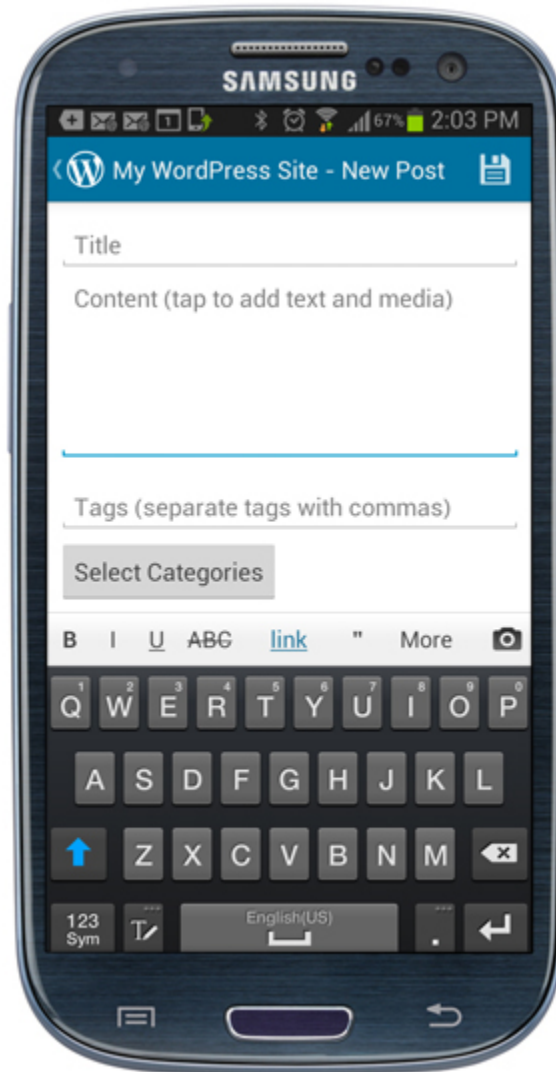 SAMSUNG
1 67% 2:03 PM
My WordPress Site - New Post
Title
Content (tap to add text and media)
Tags (separate tags with commas)
Select Categories
B I U ABC link " More
1 2 3 4 5 6 7 8 9 0
Q W E R T Y U I O P
A S D F G H J K L
Z X C V B N M
123 Sym T English(US) .